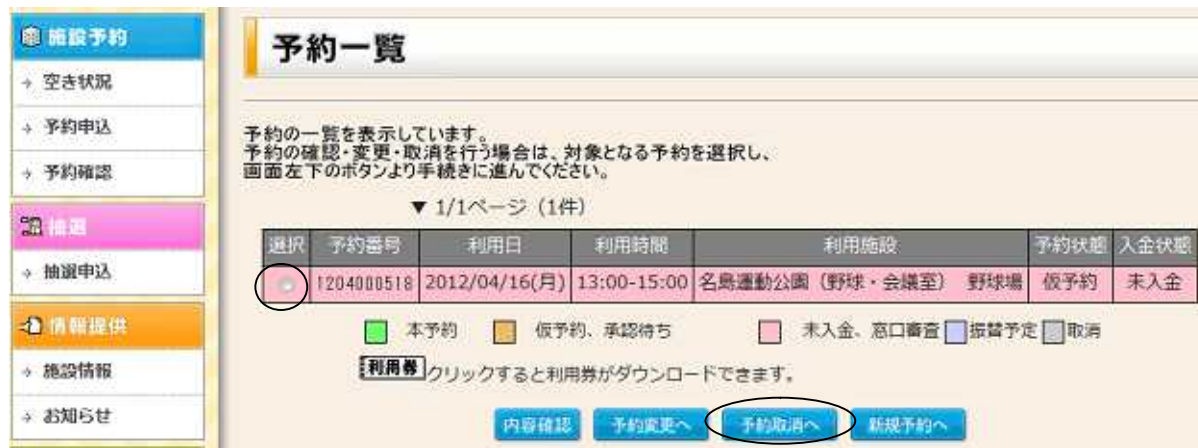 施設予約
空き状況
予約申込
予約確認
抽選
抽選申込
情報提供
施設情報
お知らせ
予約一覧
予約の一覧を表示しています。
予約の確認・変更・取消を行う場合は、対象となる予約を選択し、
画面左下のボタンより手続きに進んでください。
▼ 1/1ページ (1件)
選択 予約番号 利用日 利用時間 利用施設 予約状態 入金状態
1204000518 2012/04/16(月) 13:00-15:00 名島運動公園 (野球・会議室) 野球場 仮予約 未入金
本予約 仮予約、承認待ち 未入金、窓口審査 振替予定 取消
利用券 クリックすると利用券がダウンロードできます。
内容確認 予約変更へ 予約取消へ 新規予約へ